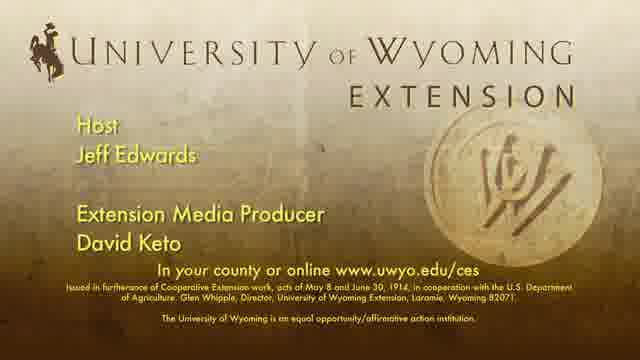 UNIVERSITY OF WYOMING
EXTENSION
Host
Jeff Edwards
Extension Media Producer
David Keto
In your county or online www.uwyo.edu/ces
Issued in furtherance of Cooperative Extension work, acts of May 8 and June 30, 1914, in cooperation with the U.S. Department
of Agriculture. Glen Whipple, Director, University of Wyoming Extension, Laramie, Wyoming 82071.
The University of Wyoming is an equal opportunity/affirmative action institution.